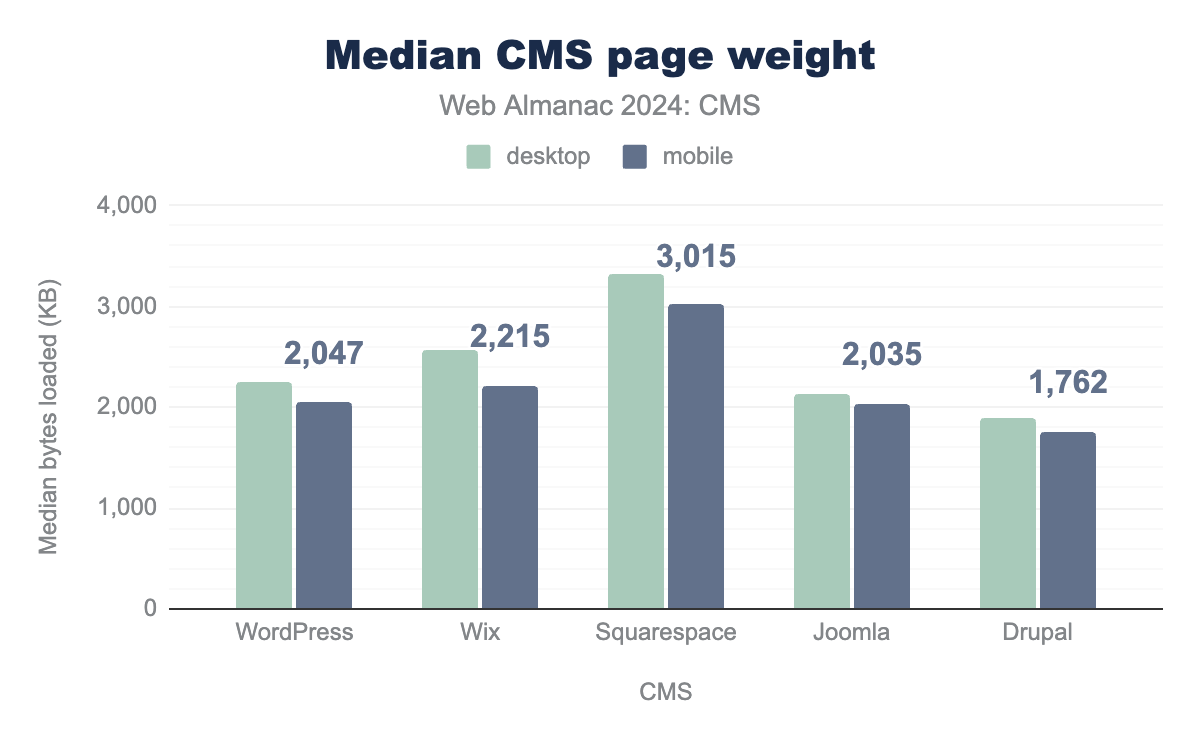 Median CMS page weight
Web Almanac 2024: CMS
desktop mobile
Median bytes loaded (KB)
4,000
3,000
2,000
1,000
0
2,047
2,215
3,015
2,035
1,762
WordPress Wix Squarespace Joomla Drupal
CMS